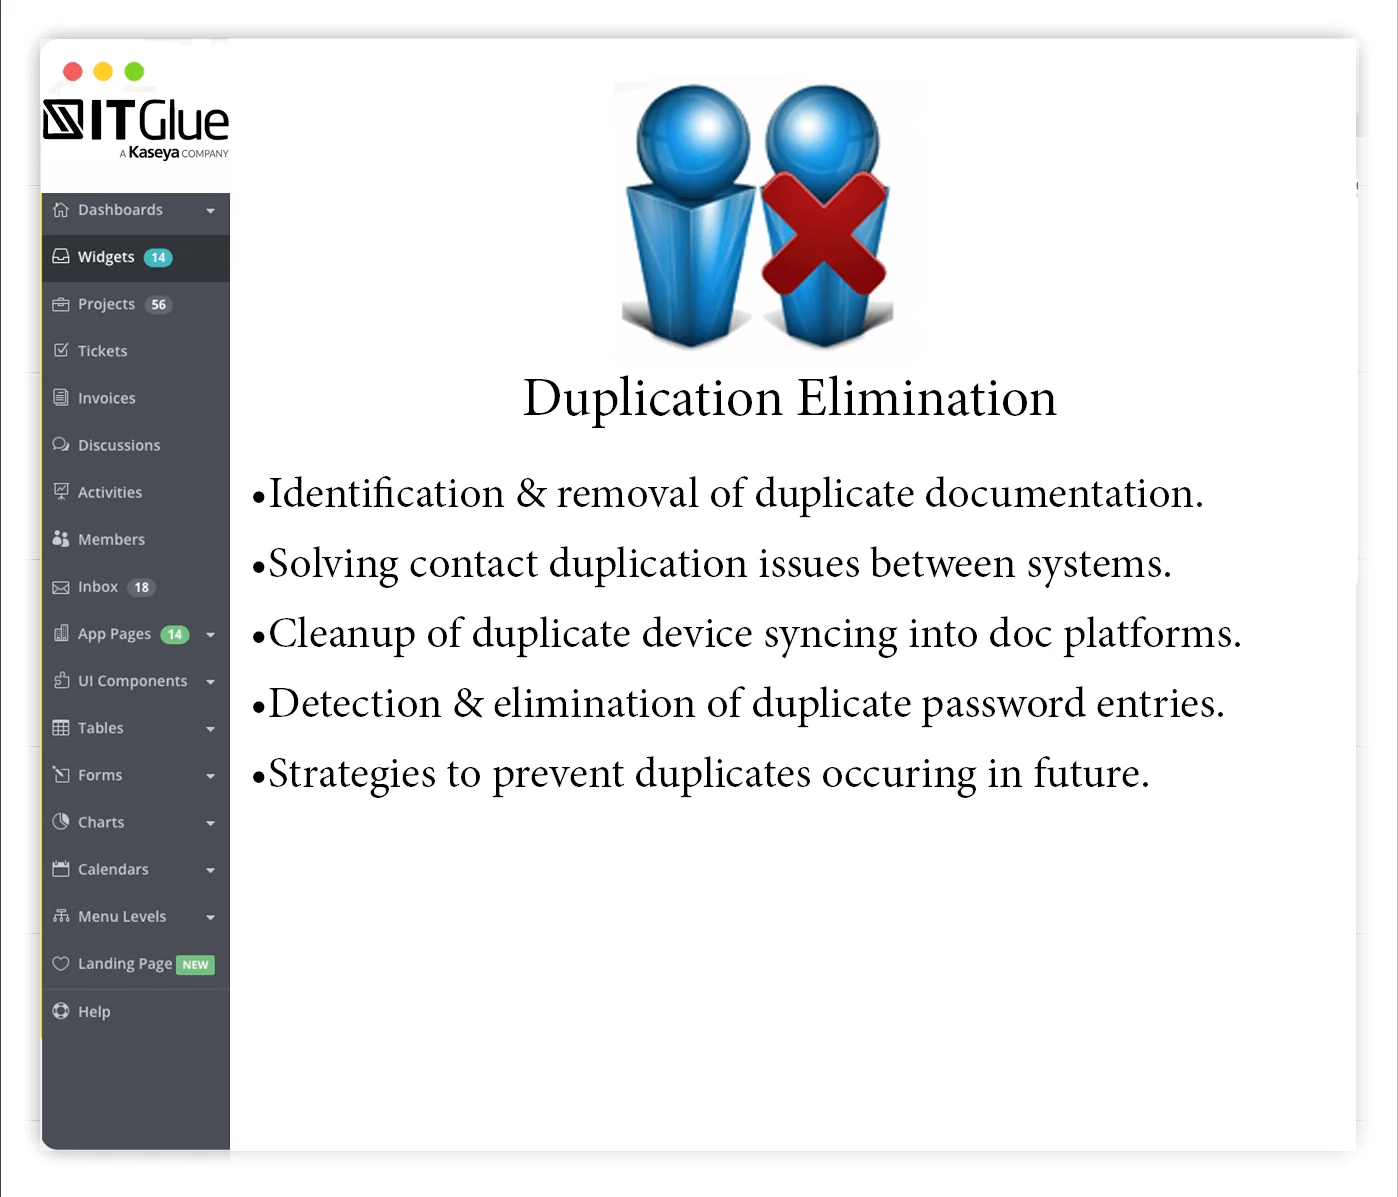 ITGlue
A Kaseya COMPANY
Dashboards
Widgets 14
Projects 56
Tickets
Invoices
Discussions
Activities
Members
Inbox 18
App Pages 14
UI Components
Tables
Forms
Charts
Calendars
Menu Levels
Landing Page NEW
Help
Duplication Elimination
•Identification & removal of duplicate documentation.
•Solving contact duplication issues between systems.
•Cleanup of duplicate device syncing into doc platforms.
•Detection & elimination of duplicate password entries.
•Strategies to prevent duplicates occuring in future.